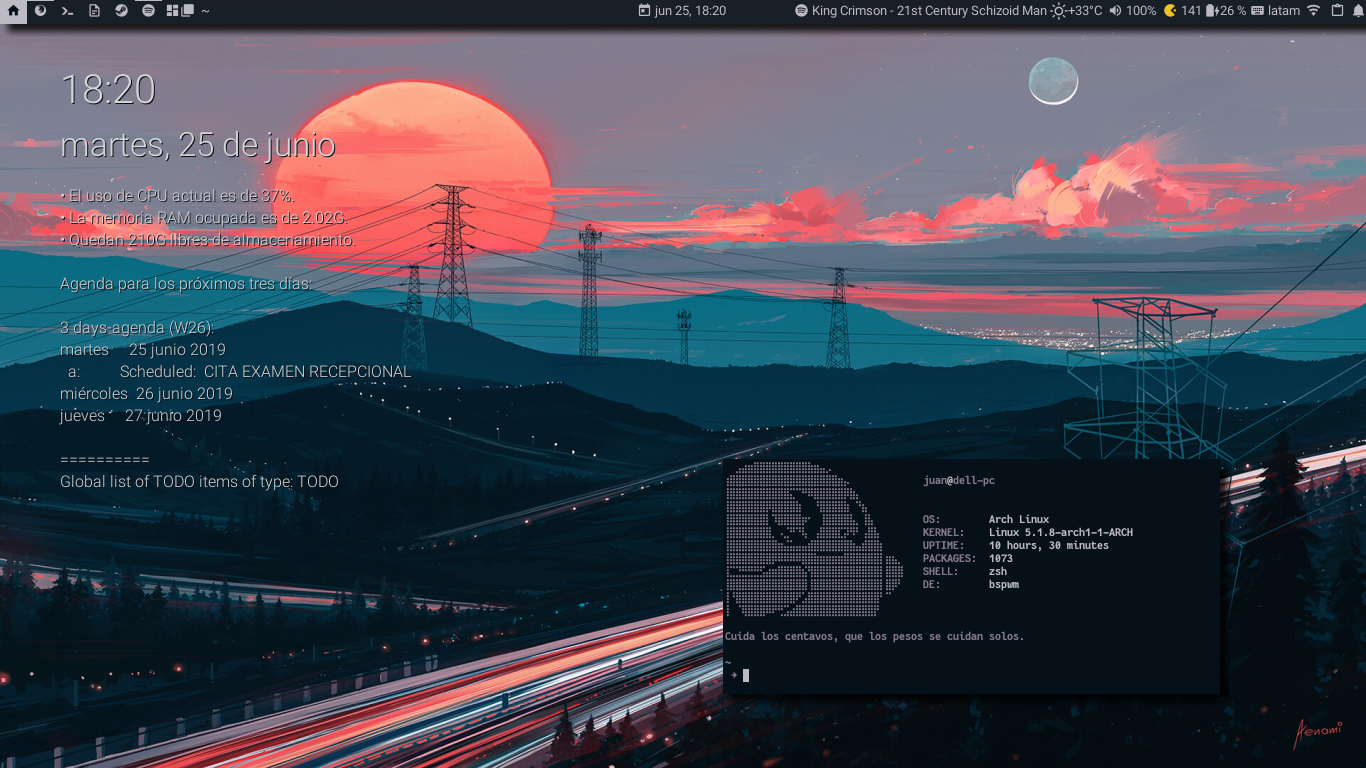 ~ jun 25, 18:20 King Crimson - 21st Century Schizoid Man +33°C 100% 141 26 % latam
18:20
martes, 25 de junio
• El uso de CPU actual es de 37%.
• La memoria RAM ocupada es de 2.02G.
• Quedan 210G libres de almacenamiento.
Agenda para los próximos tres días:
3 days-agenda (W26):
martes 25 junio 2019
a: Scheduled: CITA EXAMEN RECEPCIONAL
miércoles 26 junio 2019
jueves 27 junio 2019
==========
Global list of TODO items of type: TODO
juan@dell-pc
OS: Arch Linux
KERNEL: Linux 5.1.8-arch1-1-ARCH
UPTIME: 10 hours, 30 minutes
PACKAGES: 1073
SHELL: zsh
DE: bspwm
Cuida los centavos, que los pesos se cuidan solos.
~
→
Aenami